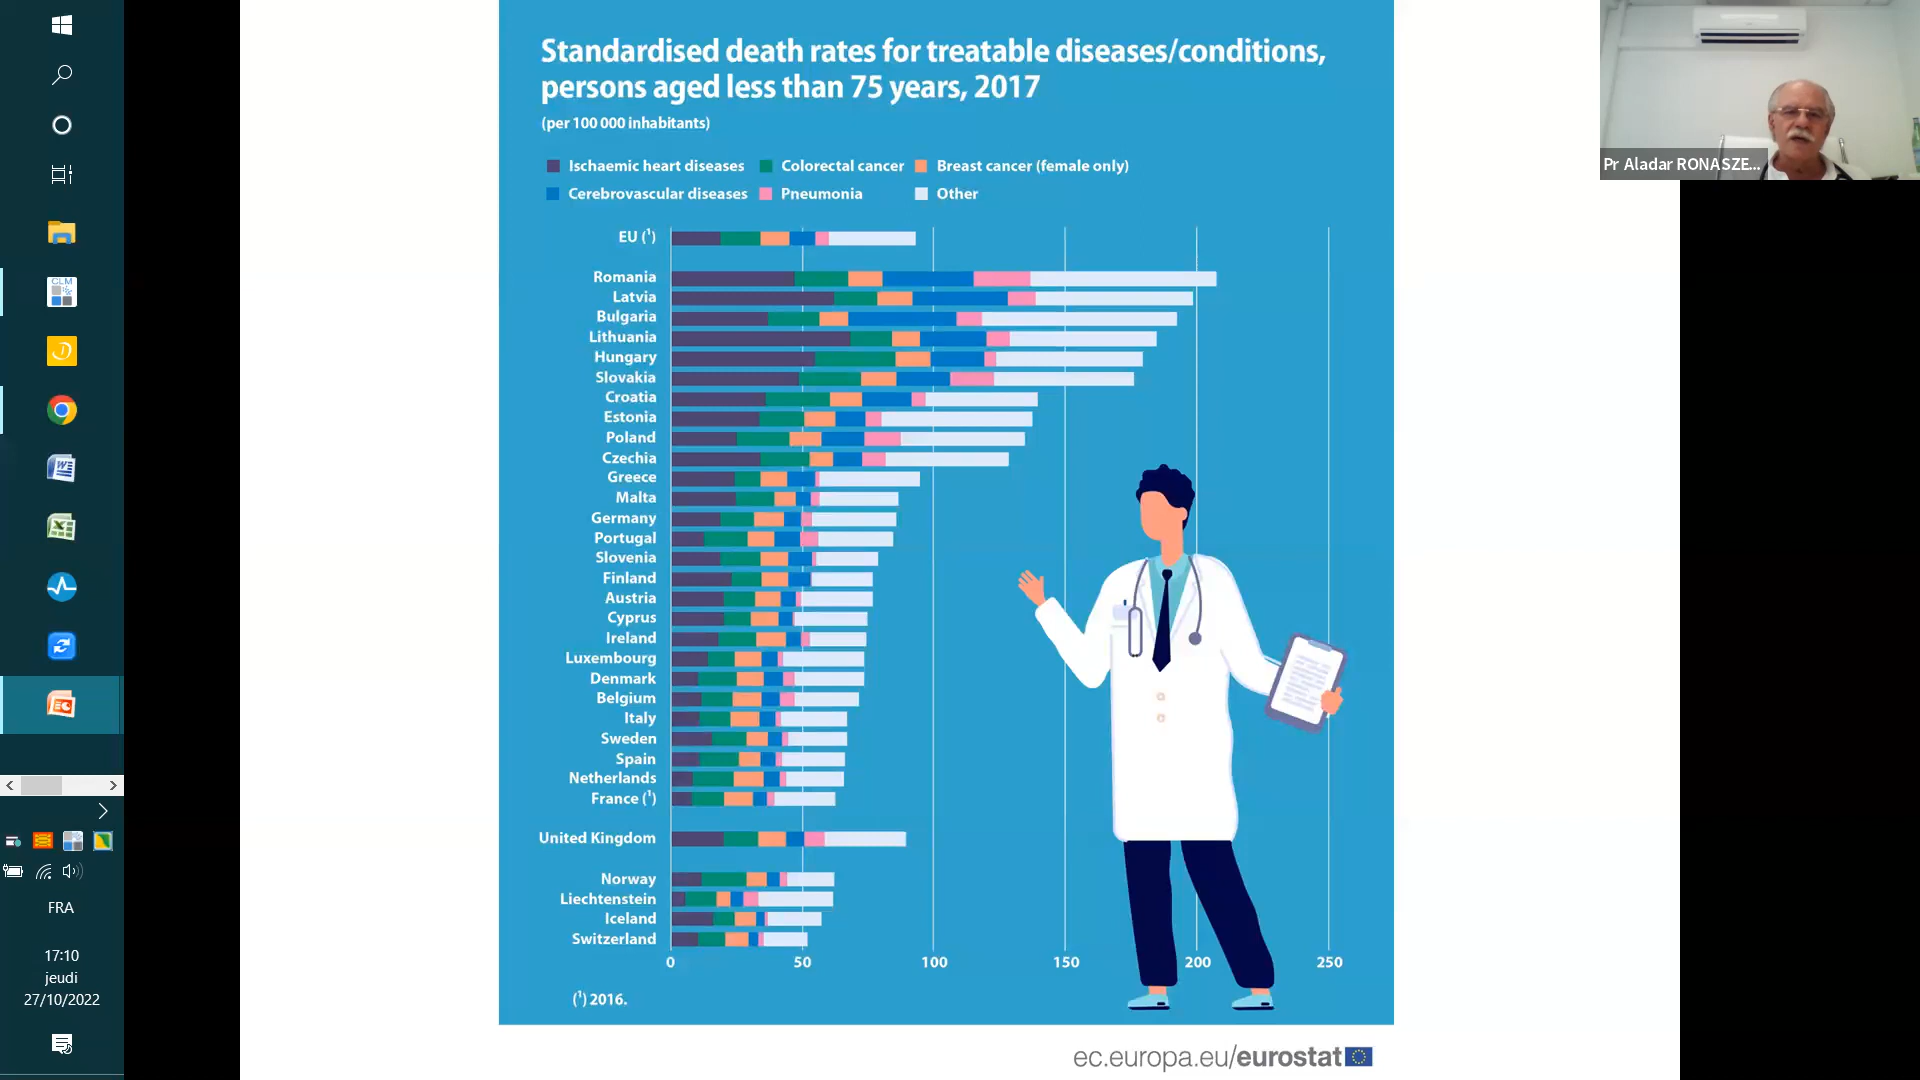 Standardised death rates for treatable diseases/conditions,
persons aged less than 75 years, 2017
(per 100 000 inhabitants)
Ischaemic heart diseases Colorectal cancer Breast cancer (female only)
Cerebrovascular diseases Pneumonia Other
EU (¹)
Romania
Latvia
Bulgaria
Lithuania
Hungary
Slovakia
Croatia
Estonia
Poland
Czechia
Greece
Malta
Germany
Portugal
Slovenia
Finland
Austria
Cyprus
Ireland
Luxembourg
Denmark
Belgium
Italy
Sweden
Spain
Netherlands
France (¹)
United Kingdom
Norway
Liechtenstein
Iceland
Switzerland
0 50 100 150 200 250
(¹) 2016.
ec.europa.eu/eurostat
Pr Aladar RONASZE...
CLM
FRA
17:10
jeudi
27/10/2022